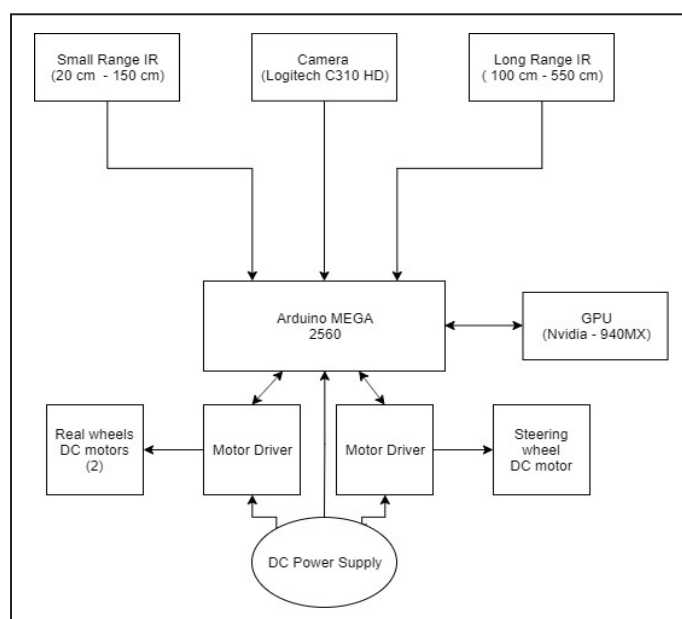 Small Range IR
(20 cm - 150 cm)
Camera
(Logitech C310 HD)
Long Range IR
( 100 cm - 550 cm)
Arduino MEGA
2560
GPU
(Nvidia - 940MX)
Real wheels
DC motors
(2)
Motor Driver
Motor Driver
Steering
wheel
DC motor
DC Power Supply